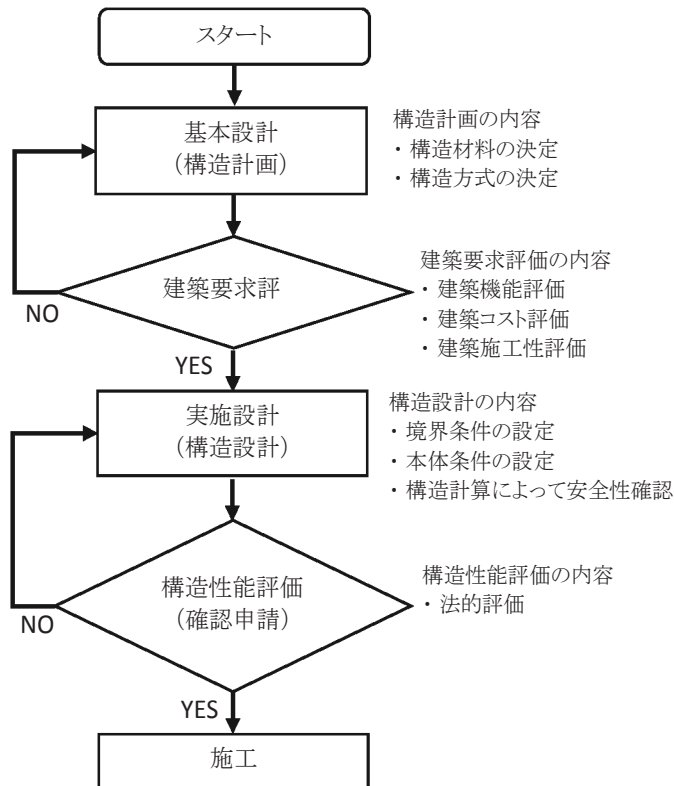 スタート
基本設計
（構造計画）
構造計画の内容
・構造材料の決定
・構造方式の決定
建築要求評
建築要求評価の内容
・建築機能評価
・建築コスト評価
・建築施工性評価
NO
YES
実施設計
（構造設計）
構造設計の内容
・境界条件の設定
・本体条件の設定
・構造計算によって安全性確認
構造性能評価
（確認申請）
構造性能評価の内容
・法的評価
NO
YES
施工